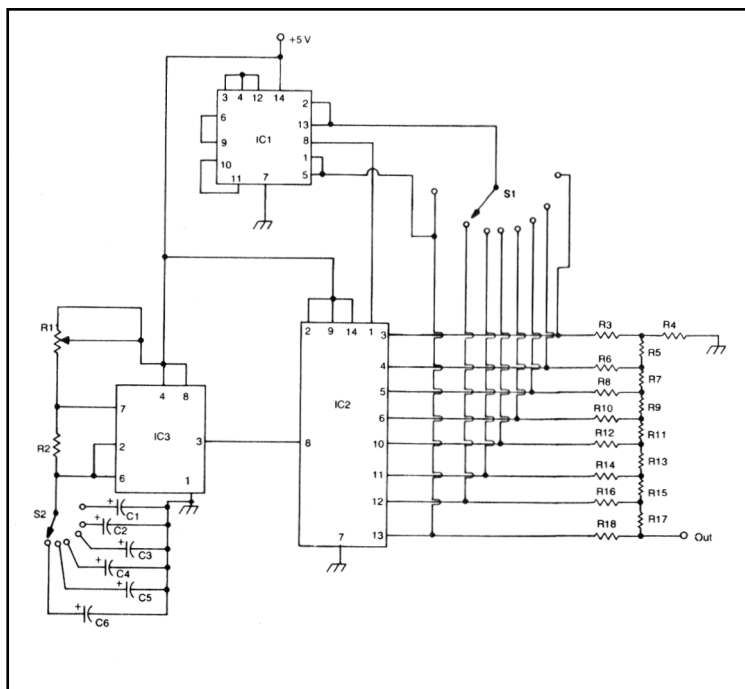 +5 V
3 4 12 14
2
6
13
IC1
8
9
1
10
5
11
7
S1
R1
2 9 14 1
3
R3
R4
R5
4
R6
R7
4 8
5
R8
IC2
R9
7
6
R10
R11
2
IC3
3
8
10
R12
R2
R13
6
1
11
R14
R15
12
R16
S2
C1
C2
R17
7
13
R18
Out
C3
C4
C5
C6
+
+
+
+
+
+